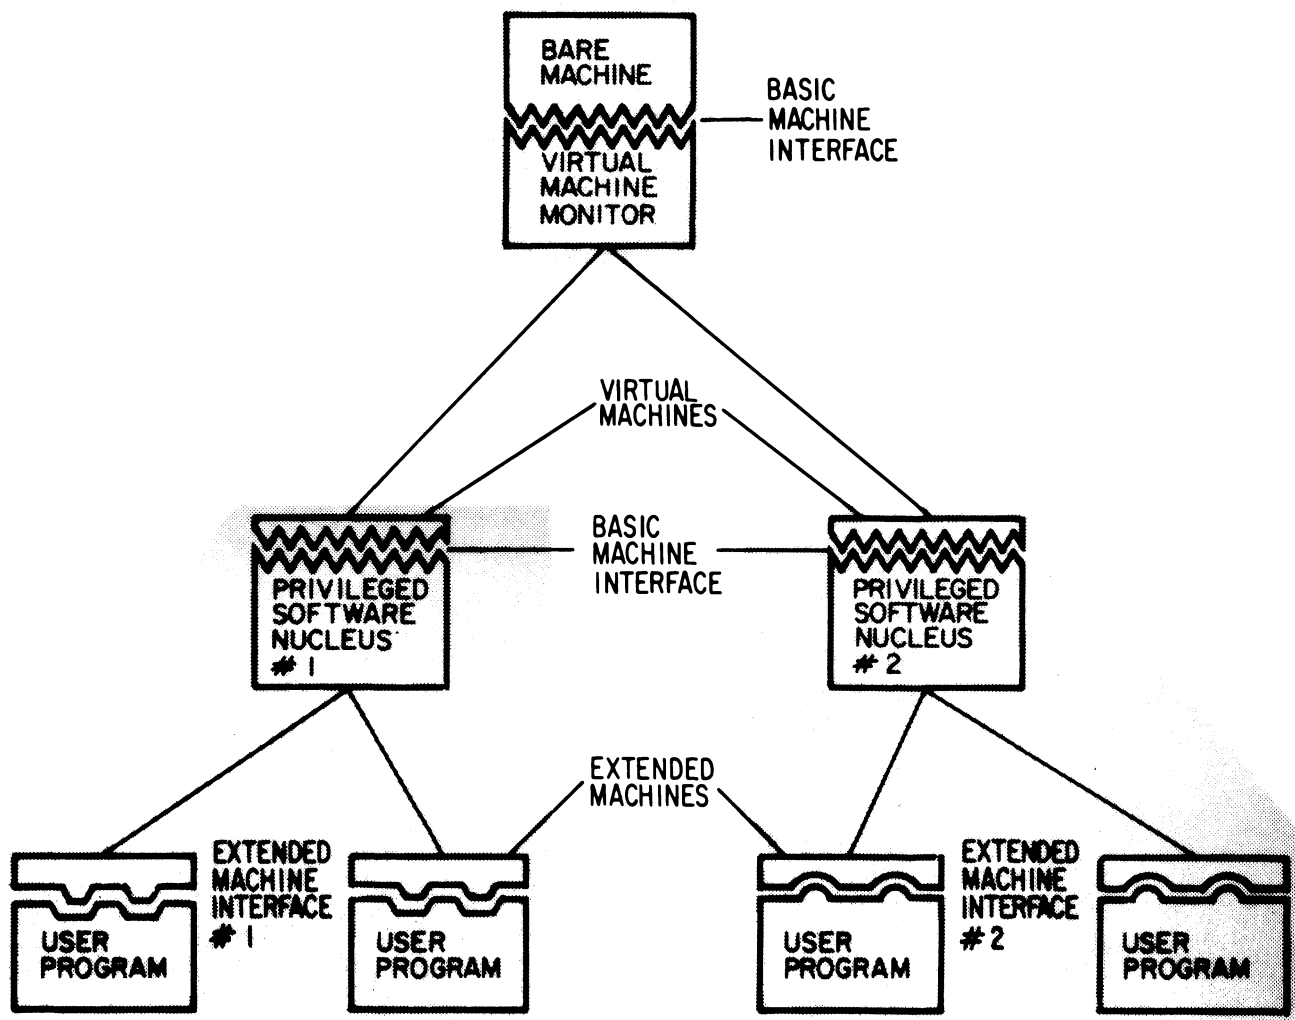 BARE
MACHINE
BASIC
MACHINE
INTERFACE
VIRTUAL
MACHINE
MONITOR
VIRTUAL
MACHINES
BASIC
MACHINE
INTERFACE
PRIVILEGED
SOFTWARE
NUCLEUS
# 1
PRIVILEGED
SOFTWARE
NUCLEUS
# 2
EXTENDED
MACHINES
EXTENDED
MACHINE
INTERFACE
# 1
EXTENDED
MACHINE
INTERFACE
# 2
USER
PROGRAM
USER
PROGRAM
USER
PROGRAM
USER
PROGRAM